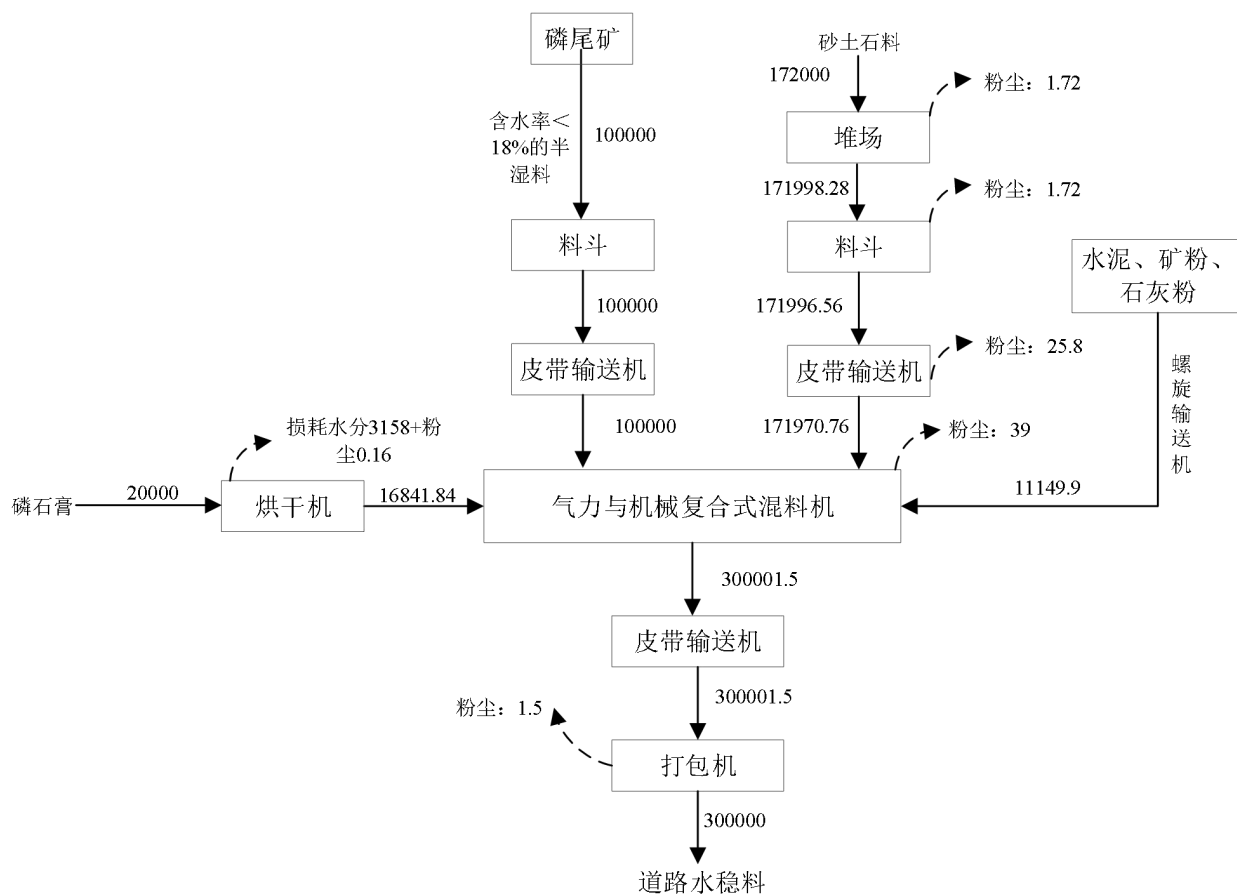 磷尾矿
砂土石料
172000
粉尘：1.72
含水率＜
18%的半
湿料
100000
堆场
171998.28
粉尘：1.72
料斗
料斗
水泥、矿粉、
石灰粉
100000
171996.56
皮带输送机
皮带输送机
粉尘：25.8
螺旋输送机
损耗水分3158+粉
尘0.16
100000
171970.76
粉尘：39
磷石膏
20000
烘干机
16841.84
气力与机械复合式混料机
11149.9
300001.5
皮带输送机
300001.5
粉尘：1.5
打包机
300000
道路水稳料